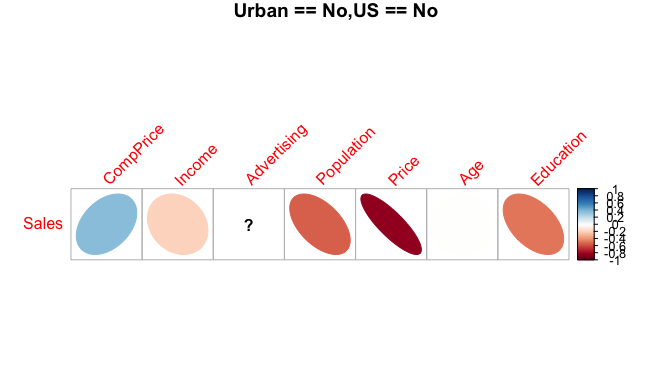 Urban == No,US == No
CompPrice
Income
Advertising
Population
Price
Age
Education
Sales
?
1
0.8
0.6
0.4
0.2
0
-0.2
-0.4
-0.6
-0.8
-1